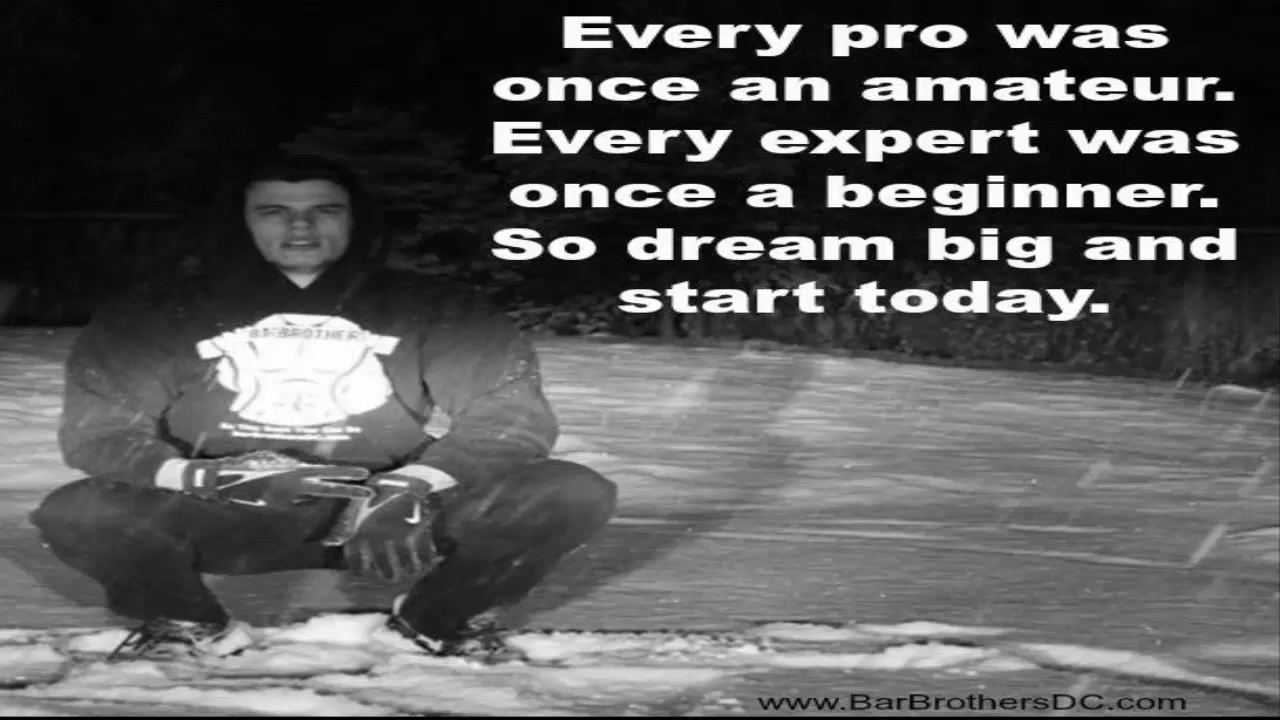 Every pro was
once an amateur.
Every expert was
once a beginner.
So dream big and
start today.
BARBROTHERS
www.BarBrothersDC.com